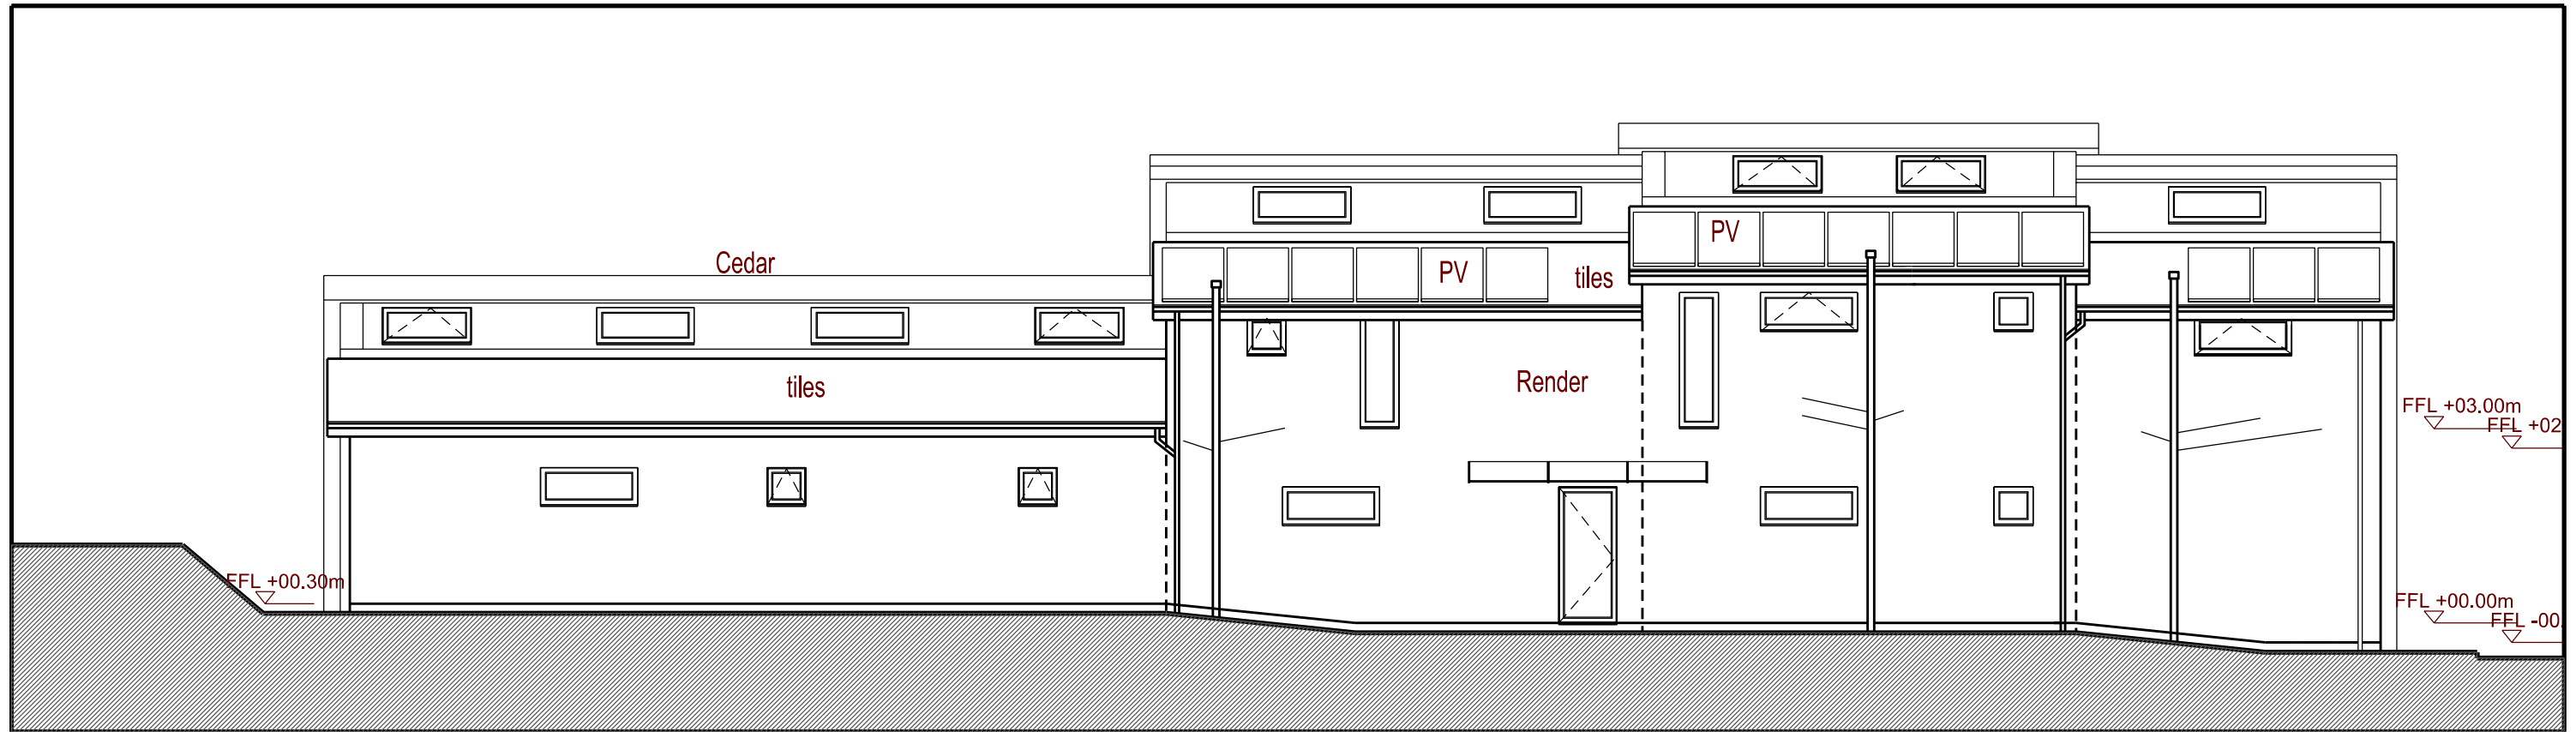 PV
Cedar
PV
tiles
tiles
Render
FFL +03.00m
FFL +02
FFL +00.30m
FFL +00.00m
FFL -00